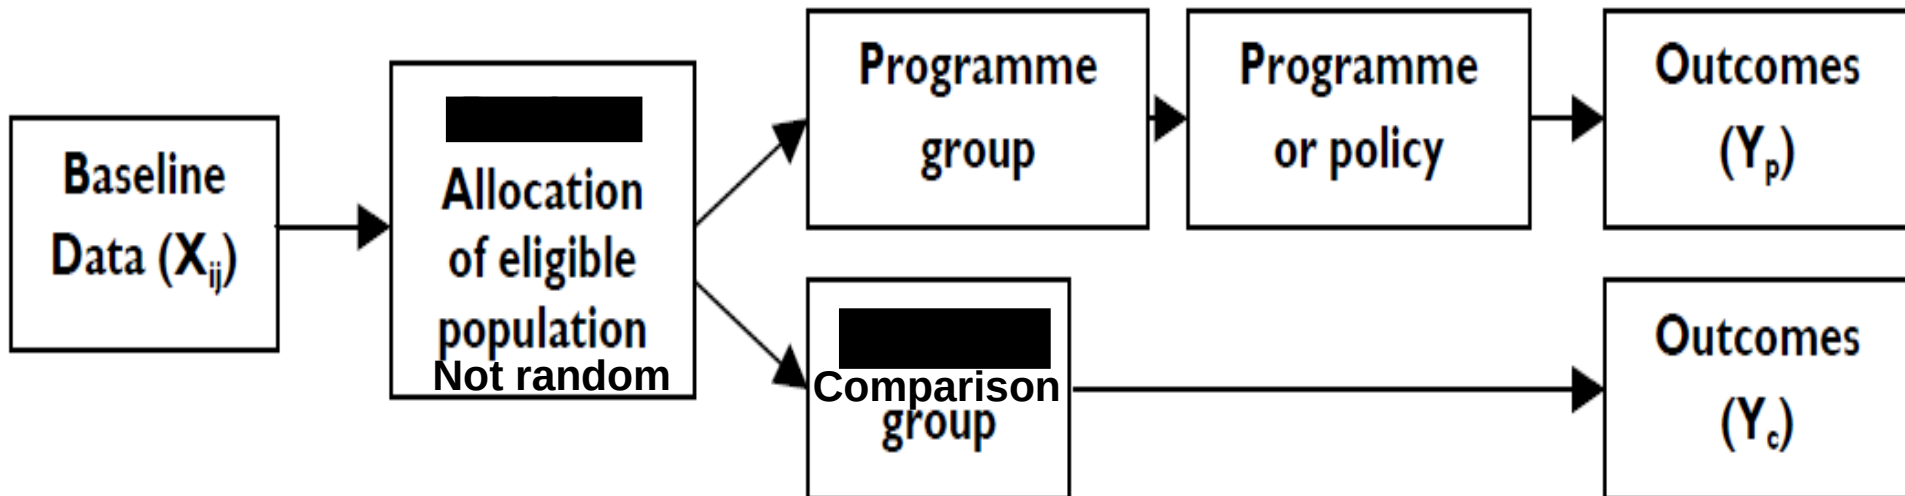 Baseline
Data (Xij)
Allocation
of eligible
population
Not random
Programme
group
Programme
or policy
Outcomes
(Yp)
Comparison
group
Outcomes
(Yc)